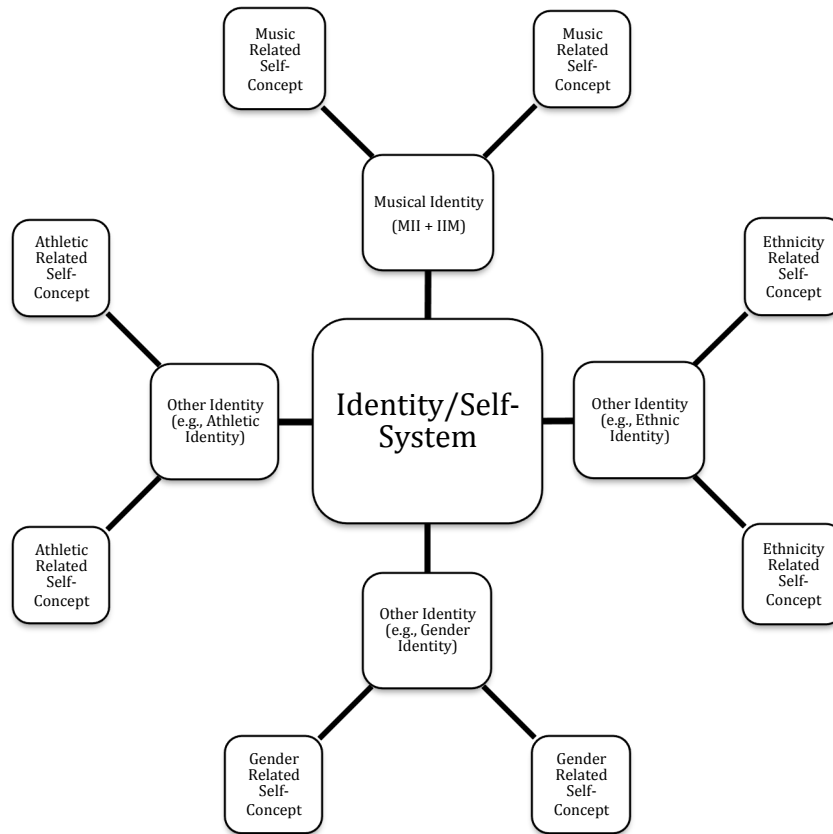 Music
Related
Self-
Concept
Music
Related
Self-
Concept
Musical Identity
(MII + IIM)
Athletic
Related
Self-
Concept
Ethnicity
Related
Self-
Concept
Other Identity
(e.g., Athletic
Identity)
Identity/Self-
System
Other Identity
(e.g., Ethnic
Identity)
Athletic
Related
Self-
Concept
Ethnicity
Related
Self-
Concept
Other Identity
(e.g., Gender
Identity)
Gender
Related
Self-
Concept
Gender
Related
Self-
Concept